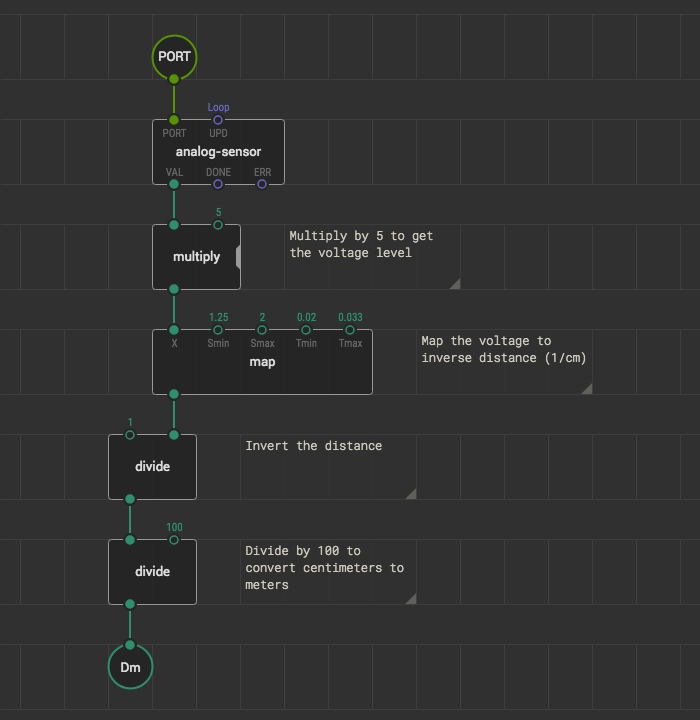 PORT
Loop
PORT UPD
analog-sensor
VAL DONE ERR
5
multiply
Multiply by 5 to get
the voltage level
1.25 2 0.02 0.033
X Smin Smax Tmin Tmax
map
Map the voltage to
inverse distance (1/cm)
1
divide
Invert the distance
100
divide
Divide by 100 to
convert centimeters to
meters
Dm